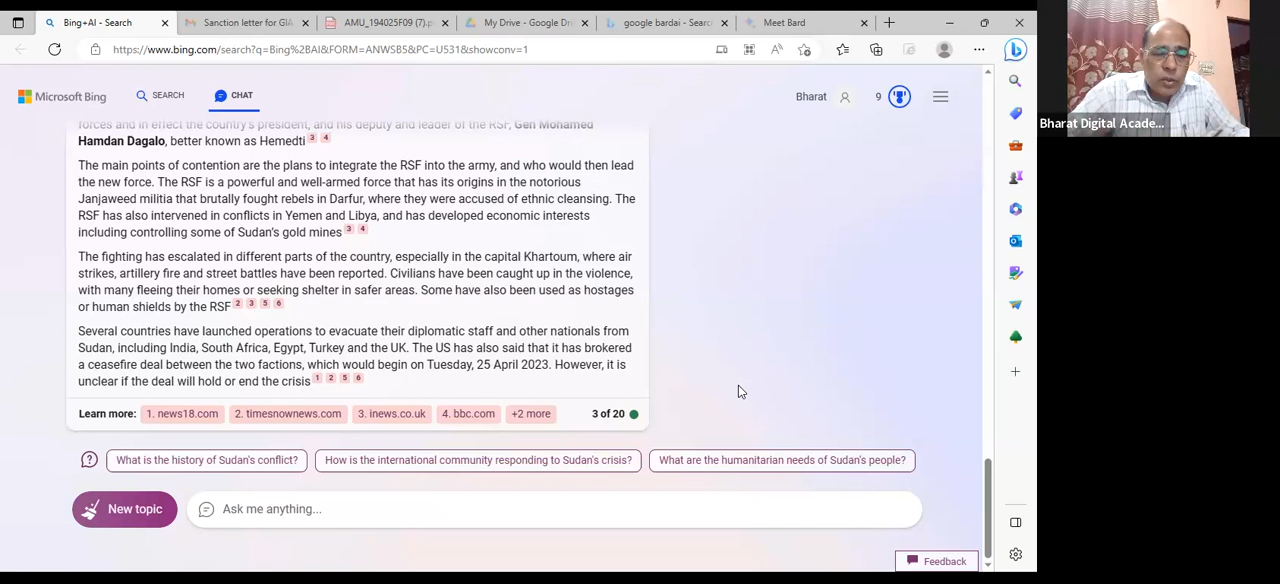 Bing+AI - Search
Sanction letter for GIA
AMU_194025F09 (7).p
My Drive - Google Dri
google bardai - Searc
Meet Bard
https://www.bing.com/search?q=Bing%2BAI&FORM=ANWSB5&PC=U531&showconv=1
Microsoft Bing
SEARCH
CHAT
Bharat
9
Bharat Digital Acade...
forces and in effect the country's president, and his deputy and leader of the RSF, Gen Mohamed
Hamdan Dagalo, better known as Hemedti 3 4
The main points of contention are the plans to integrate the RSF into the army, and who would then lead
the new force. The RSF is a powerful and well-armed force that has its origins in the notorious
Janjaweed militia that brutally fought rebels in Darfur, where they were accused of ethnic cleansing. The
RSF has also intervened in conflicts in Yemen and Libya, and has developed economic interests
including controlling some of Sudan's gold mines 3 4
The fighting has escalated in different parts of the country, especially in the capital Khartoum, where air
strikes, artillery fire and street battles have been reported. Civilians have been caught up in the violence,
with many fleeing their homes or seeking shelter in safer areas. Some have also been used as hostages
or human shields by the RSF 2 3 5 6
Several countries have launched operations to evacuate their diplomatic staff and other nationals from
Sudan, including India, South Africa, Egypt, Turkey and the UK. The US has also said that it has brokered
a ceasefire deal between the two factions, which would begin on Tuesday, 25 April 2023. However, it is
unclear if the deal will hold or end the crisis 1 2 5 6
Learn more: 1. news18.com 2. timesnownews.com 3. inews.co.uk 4. bbc.com +2 more 3 of 20
What is the history of Sudan's conflict? How is the international community responding to Sudan's crisis? What are the humanitarian needs of Sudan's people?
New topic
Ask me anything...
Feedback